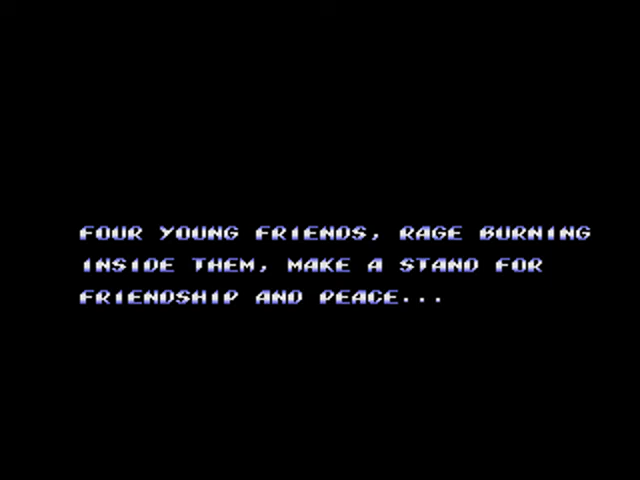 FOUR YOUNG FRIENDS, RAGE BURNING
INSIDE THEM, MAKE A STAND FOR
FRIENDSHIP AND PEACE...